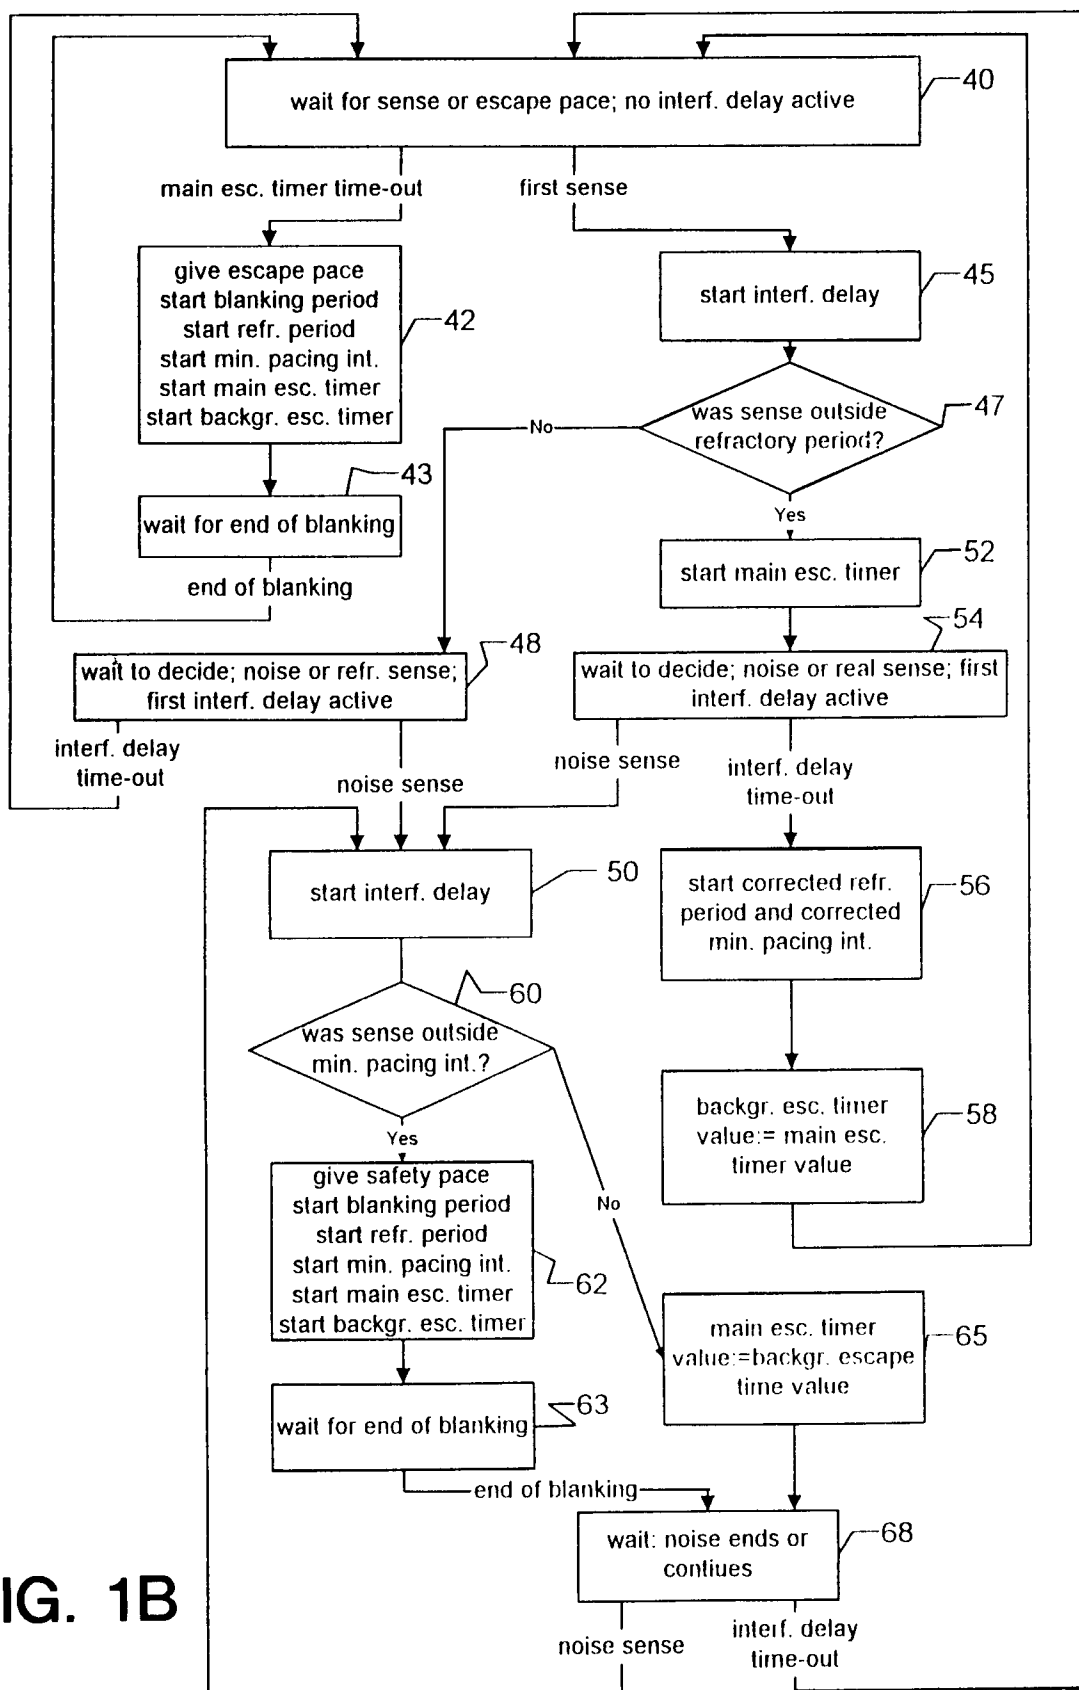 wait for sense or escape pace; no interf. delay active
40
main esc. timer time-out
first sense
give escape pace
start blanking period
start refr. period
start min. pacing int.
start main esc. timer
start backgr. esc. timer
42
start interf. delay
45
was sense outside
refractory period?
47
No
Yes
43
wait for end of blanking
end of blanking
start main esc. timer
52
48
wait to decide; noise or refr. sense;
first interf. delay active
54
wait to decide; noise or real sense; first
interf. delay active
interf. delay
time-out
noise sense
noise sense
interf. delay
time-out
start interf. delay
50
start corrected refr.
period and corrected
min. pacing int.
56
60
was sense outside
min. pacing int.?
Yes
No
backgr. esc. timer
value:= main esc.
timer value
58
give safety pace
start blanking period
start refr. period
start min. pacing int.
start main esc. timer
start backgr. esc. timer
62
main esc. timer
value:=backgr. escape
time value
65
wait for end of blanking
63
end of blanking
wait: noise ends or
contiues
68
noise sense
interf. delay
time-out
IG. 1B